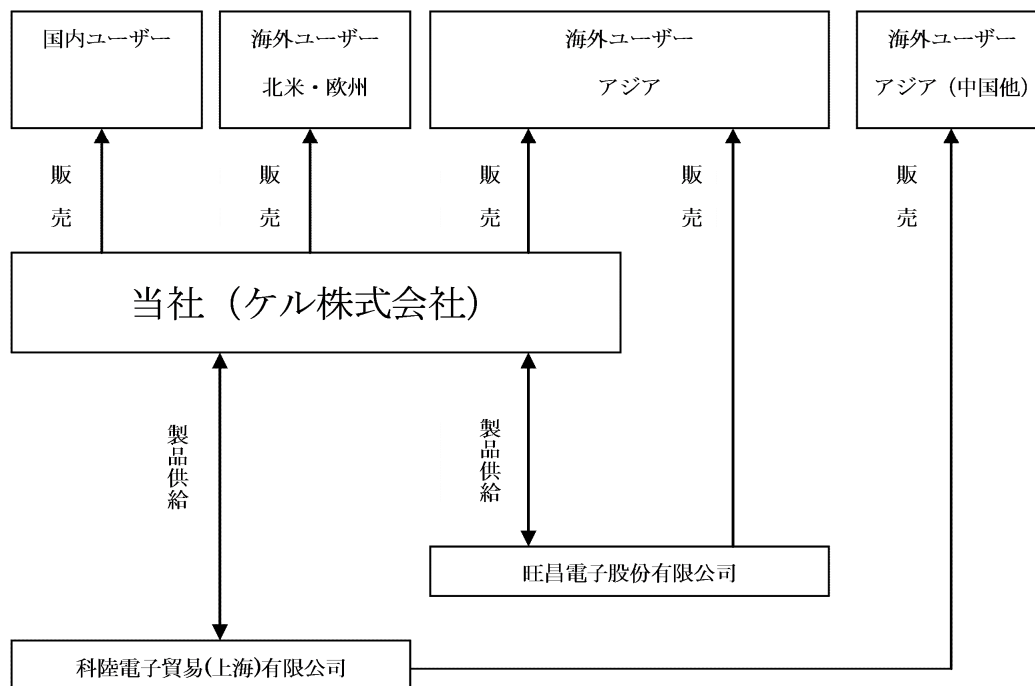 国内ユーザー
海外ユーザー
北米・欧州
海外ユーザー
アジア
海外ユーザー
アジア（中国他）
販売
販売
販売
販売
販売
当社（ケル株式会社）
製品供給
製品供給
旺昌電子股份有限公司
科陸電子貿易(上海)有限公司